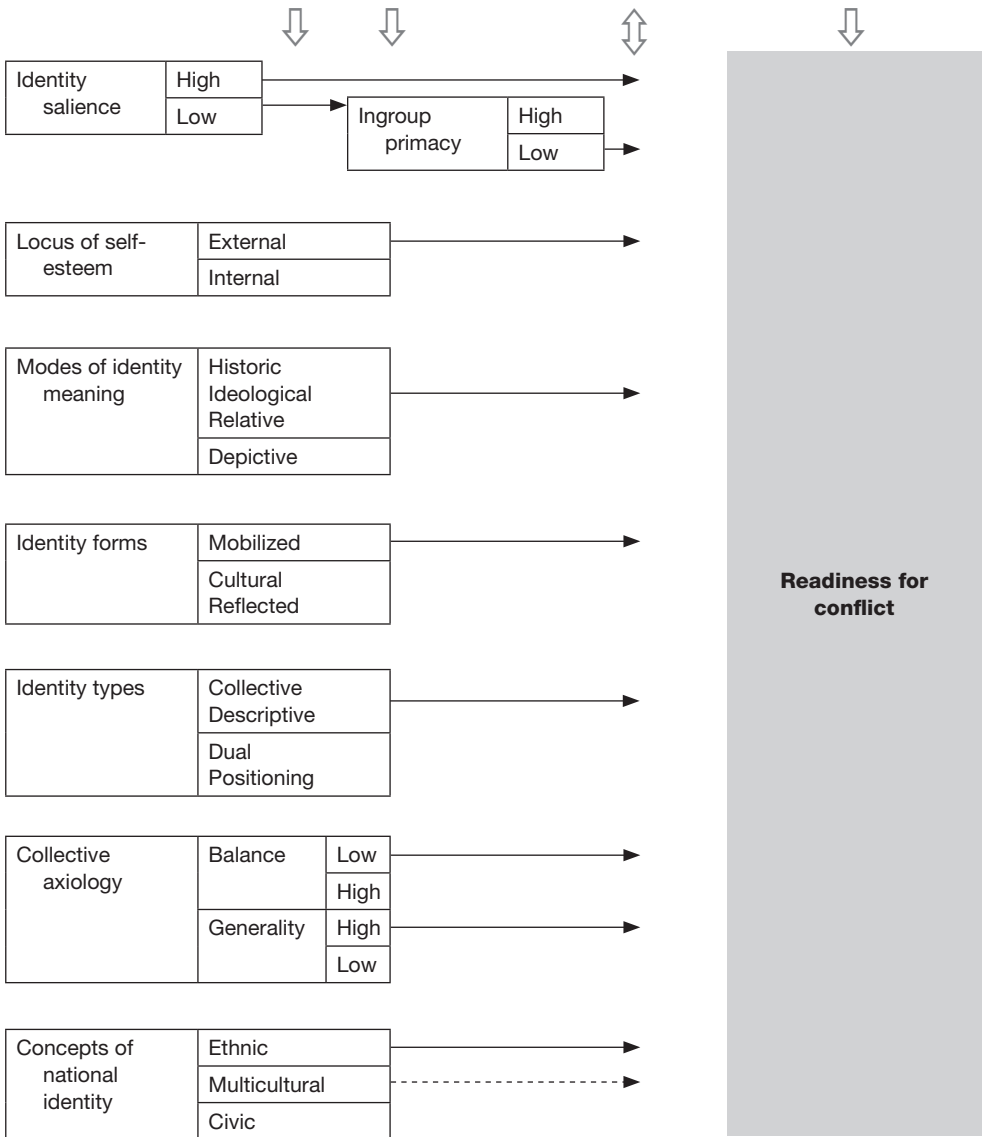 Identity
salience
High
Low
Ingroup
primacy
High
Low
Locus of self-
esteem
External
Internal
Modes of identity
meaning
Historic
Ideological
Relative
Depictive
Identity forms
Mobilized
Cultural
Reflected
Identity types
Collective
Descriptive
Dual
Positioning
Collective
axiology
Balance
Low
High
Generality
High
Low
Concepts of
national
identity
Ethnic
Multicultural
Civic
Readiness for
conflict